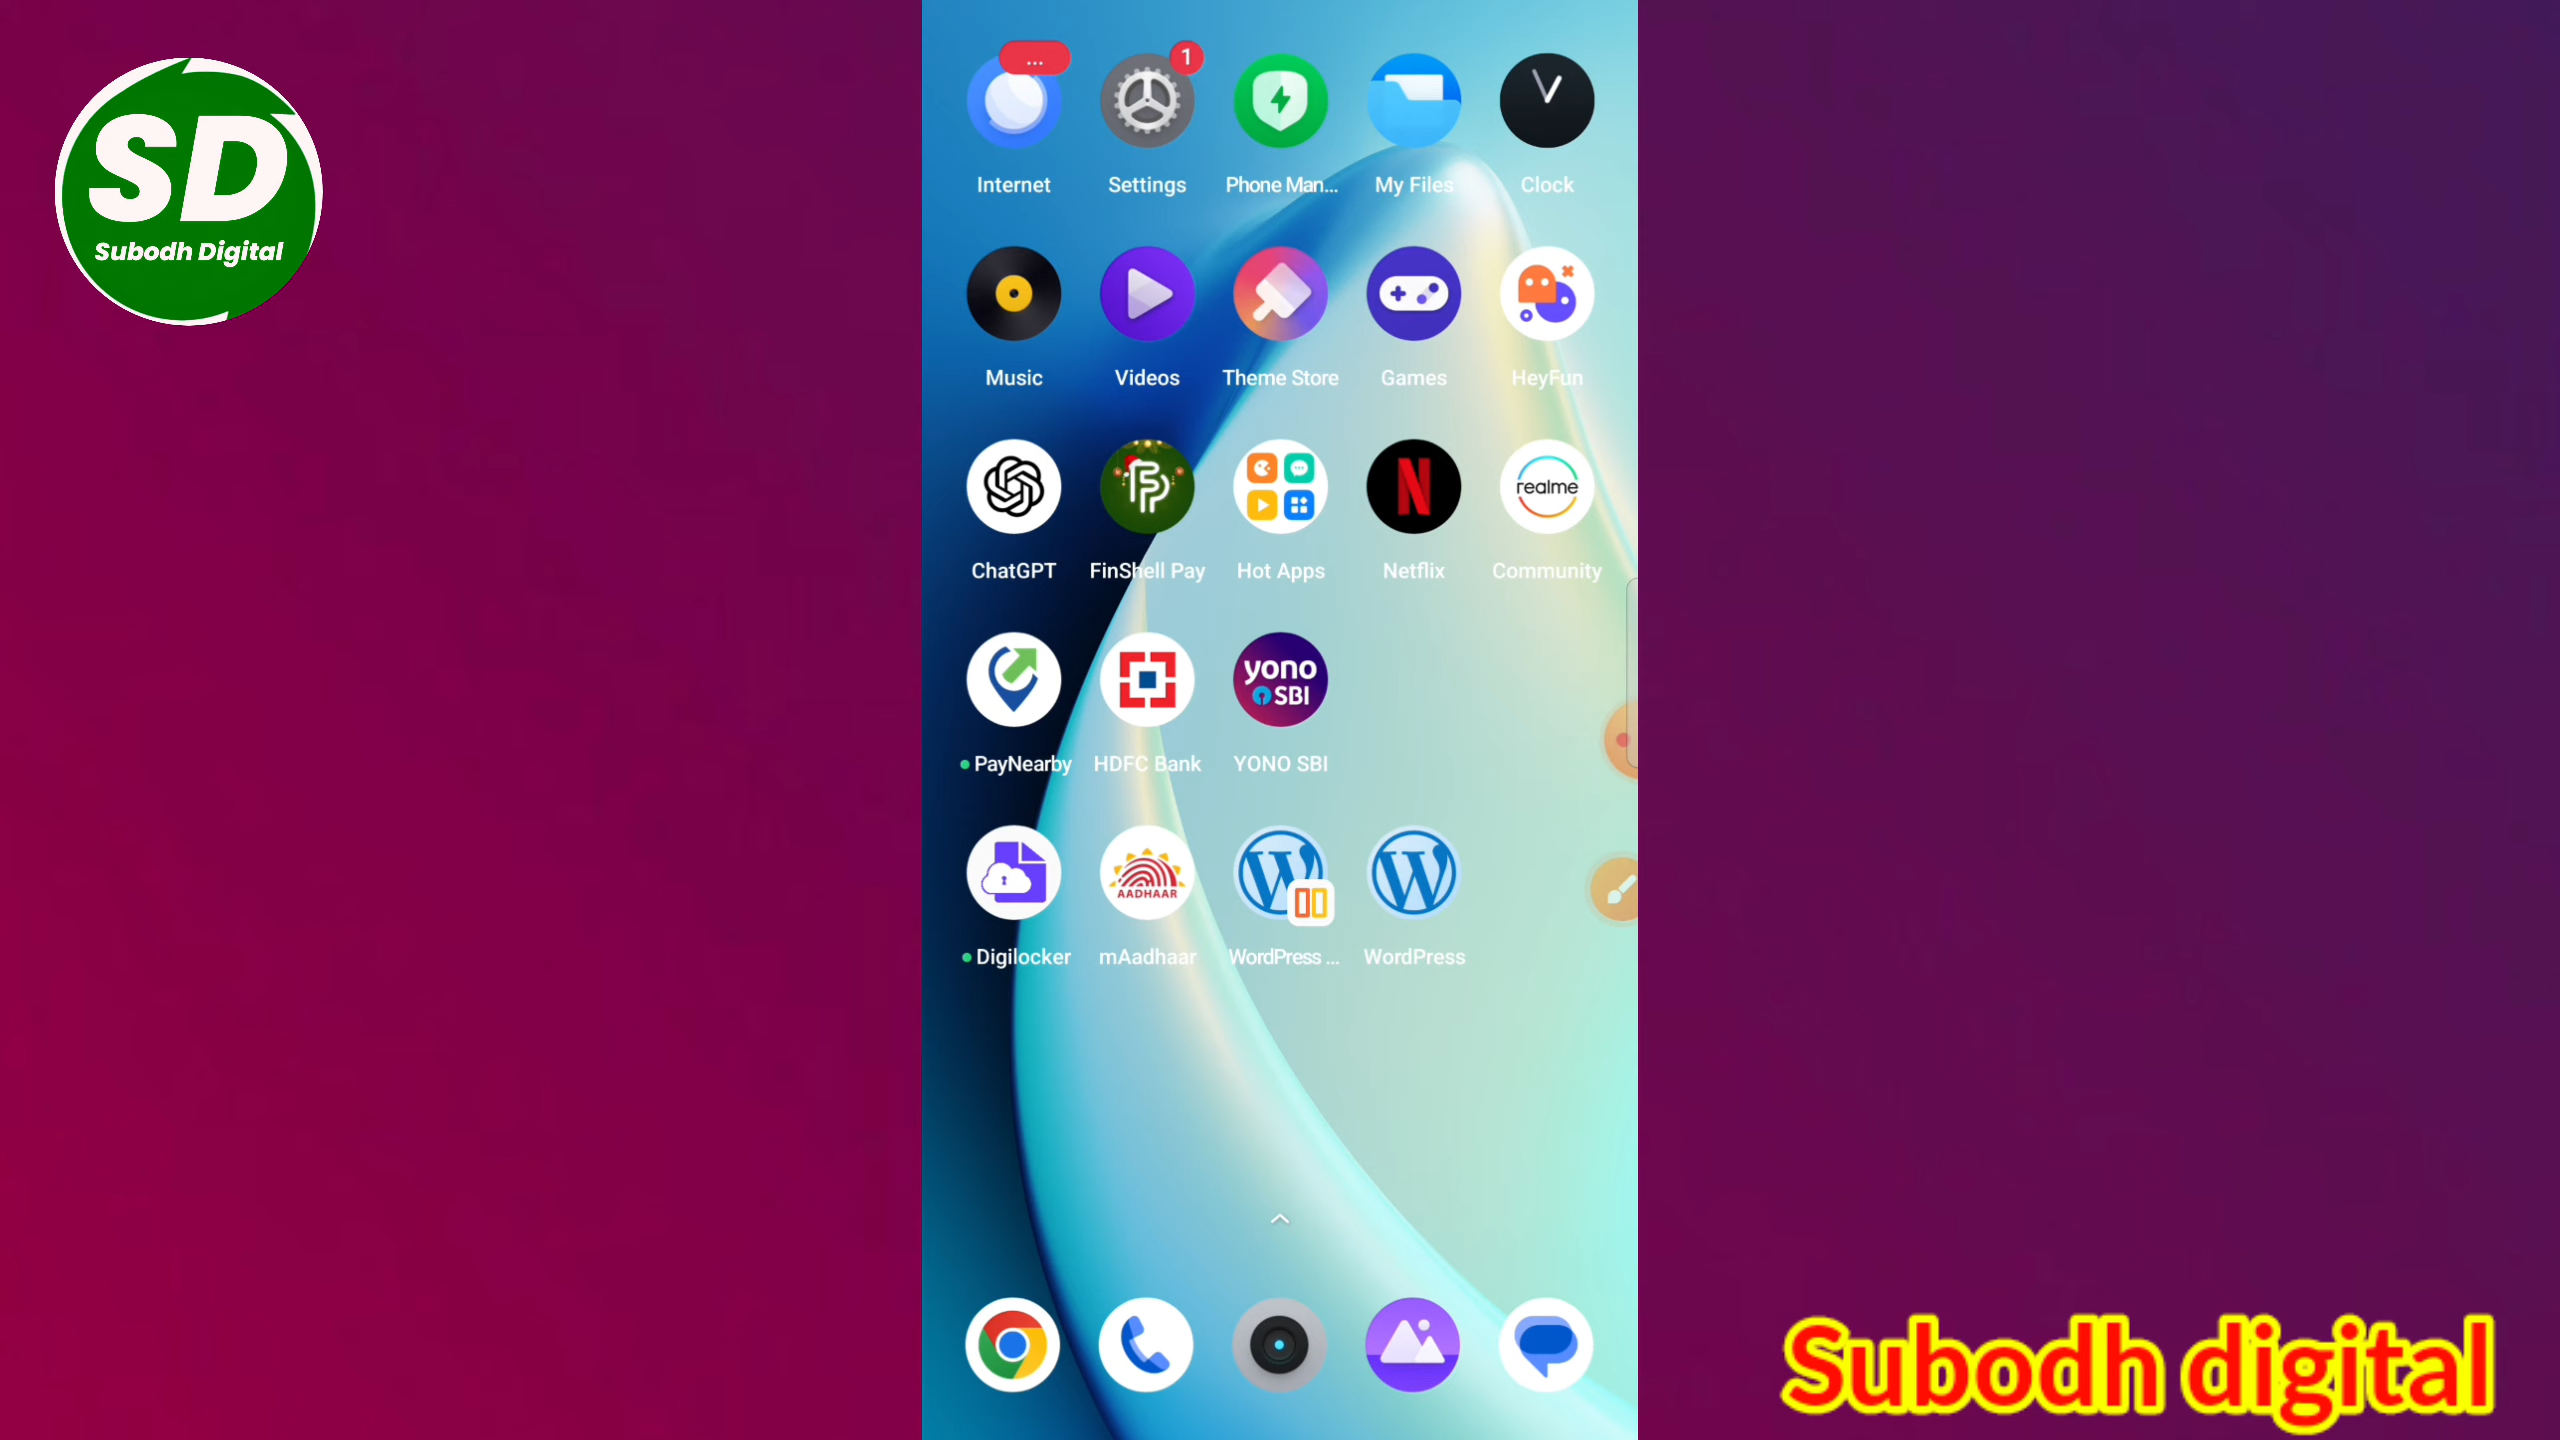 SD
Subodh Digital
...
1
Internet
Settings
Phone Man...
My Files
Clock
Music
Videos
Theme Store
Games
HeyFun
realme
ChatGPT
FinShell Pay
Hot Apps
Netflix
Community
yono
SBI
PayNearby
HDFC Bank
YONO SBI
AADHAAR
Digilocker
mAadhaar
WordPress ...
WordPress
Subodh digital